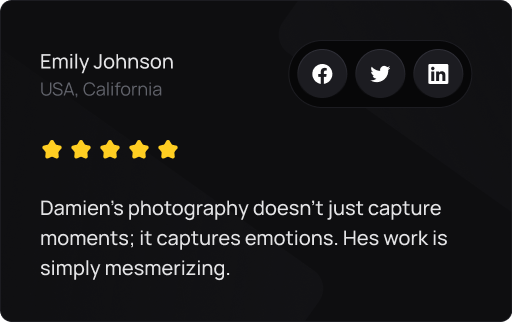 Emily Johnson
USA, California
Damien's photography doesn't just capture
moments; it captures emotions. Hes work is
simply mesmerizing.